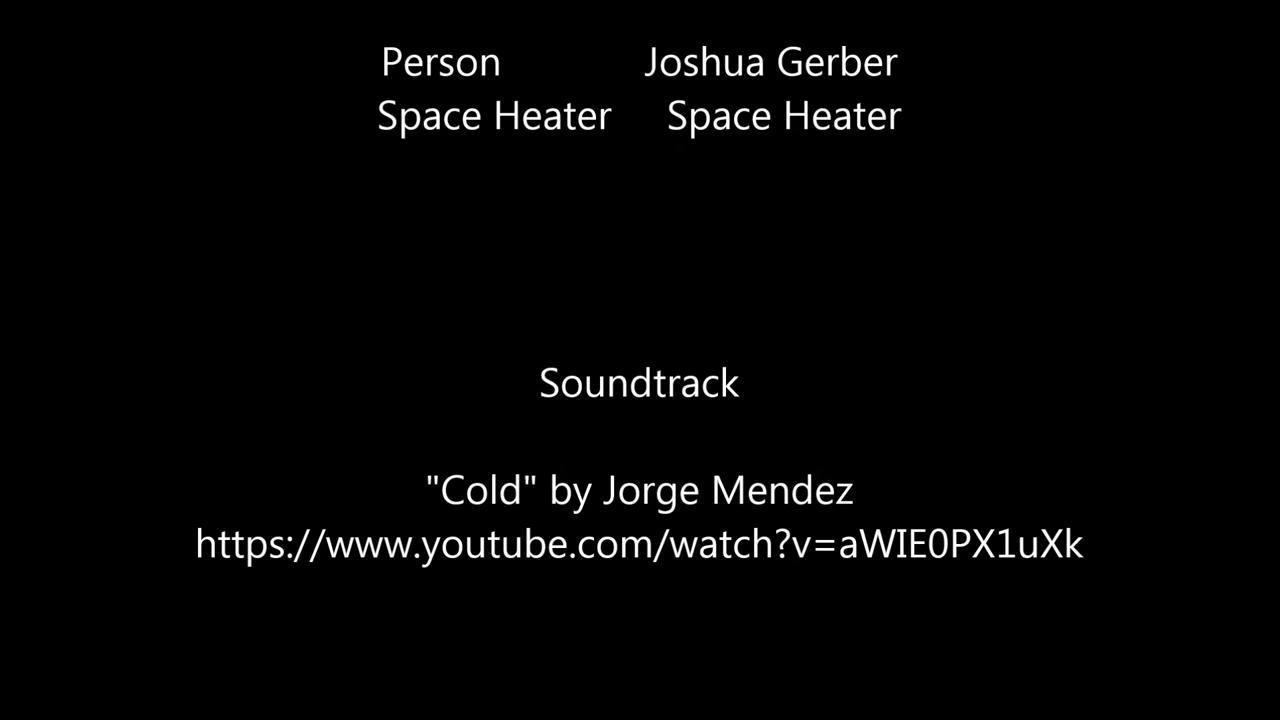 Person Joshua Gerber
Space Heater Space Heater
Soundtrack
"Cold" by Jorge Mendez
https://www.youtube.com/watch?v=aWIE0PX1uXk